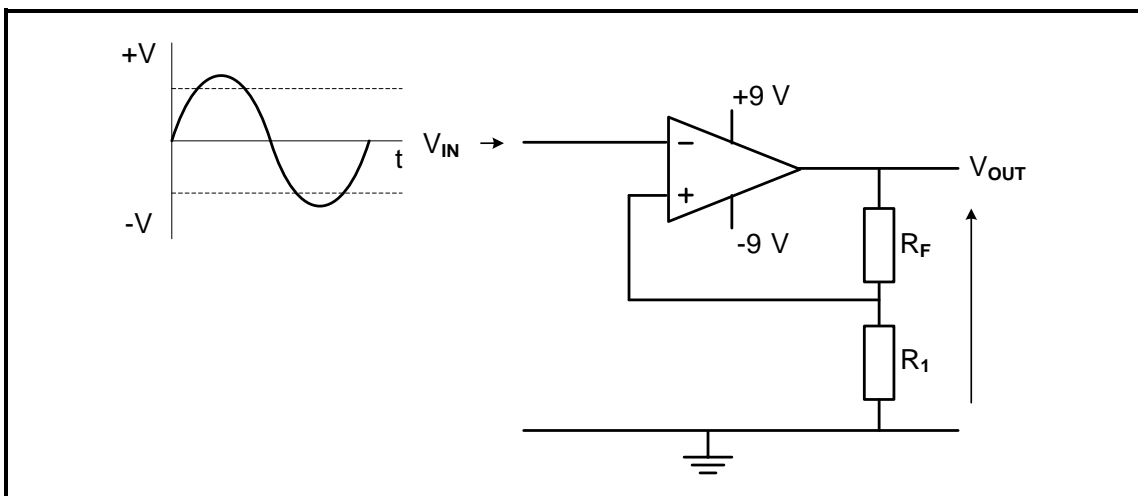 +V
t
-V
V_IN
+9 V
−
+
-9 V
V_OUT
R_F
R_1